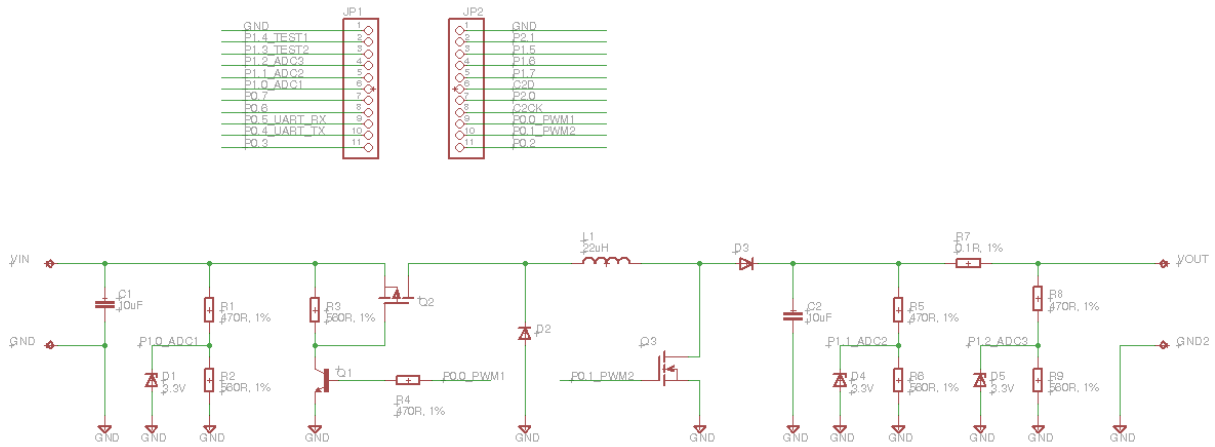 JP1
JP2
GND 1
P1.4_TEST1 2
P1.3_TEST2 3
P1.2_ADC3 4
P1.1_ADC2 5
P1.0_ADC1 6
P0.7 7
P0.6 8
P0.5_UART_RX 9
P0.4_UART_TX 10
P0.3 11
1 GND
2 P2.1
3 P1.5
4 P1.6
5 P1.7
6 C2D
7 P2.0
8 C2CK
9 P0.0_PWM1
10 P0.1_PWM2
11 P0.2
L1
22uH
D3
R7
0.1R, 1%
VIN
VOUT
C1
10uF
R1
470R, 1%
R3
560R, 1%
Q2
C2
10uF
R5
470R, 1%
R8
470R, 1%
D2
GND
P1.0_ADC1
Q3
P1.1_ADC2
P1.2_ADC3
GND2
D1
3.3V
R2
560R, 1%
Q1
P0.0_PWM1
R4
470R, 1%
P0.1_PWM2
D4
3.3V
R6
560R, 1%
D5
3.3V
R9
560R, 1%
GND
GND
GND
GND
GND
GND
GND
GND
GND
GND
GND
GND